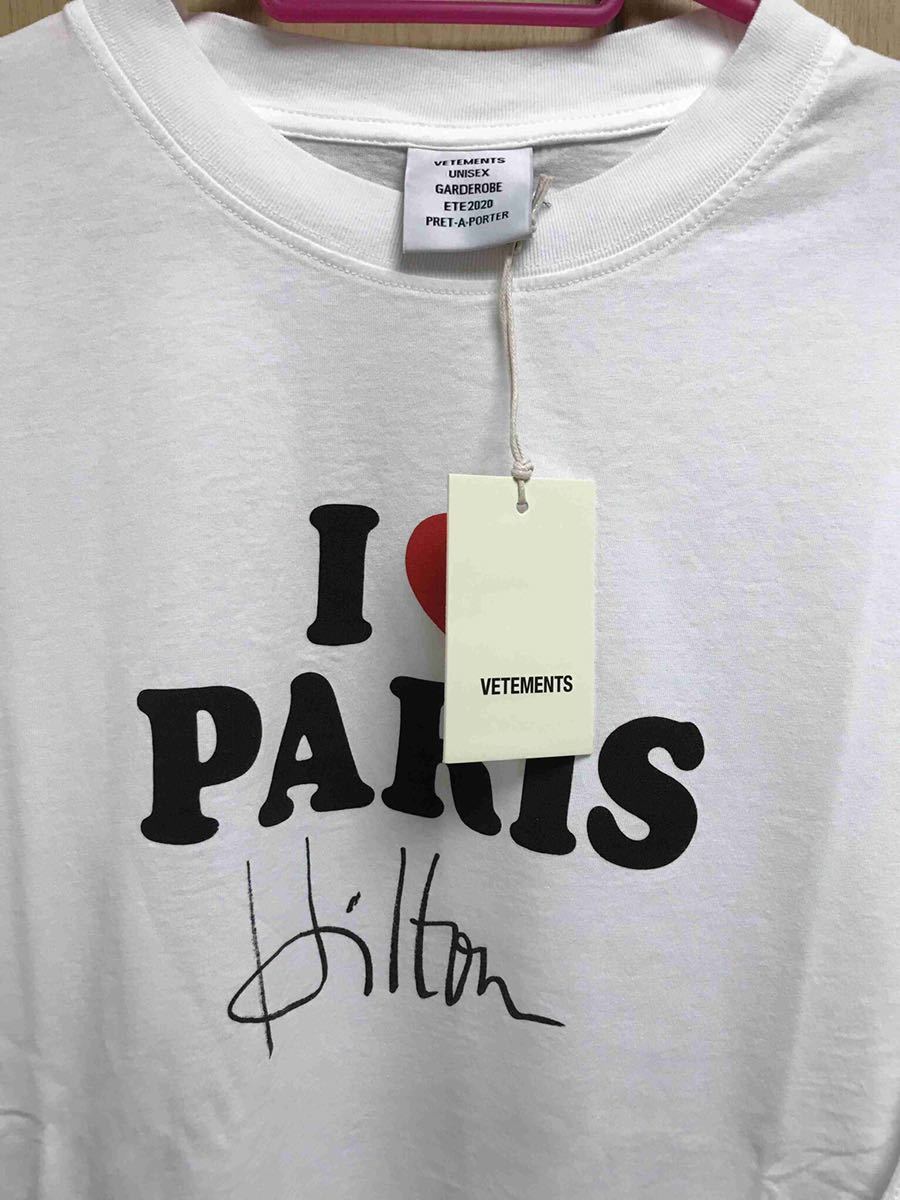 VETEMENTS
UNISEX
GARDEROBE
ETE2020
PRET-A-PORTER
I
VETEMENTS
PARIS
Hilton